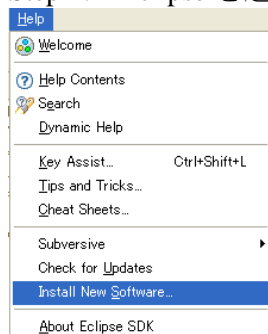 Help
Welcome
Help Contents
Search
Dynamic Help
Key Assist... Ctrl+Shift+L
Tips and Tricks...
Cheat Sheets...
Subversive
Check for Updates
Install New Software...
About Eclipse SDK